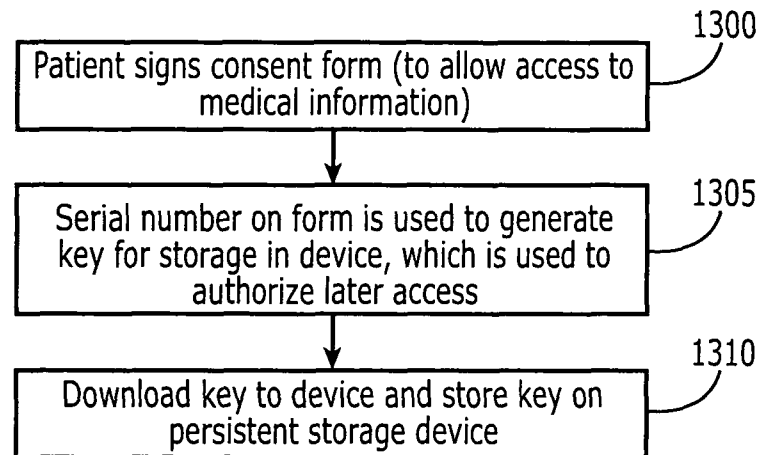 1300
Patient signs consent form (to allow access to
medical information)
1305
Serial number on form is used to generate
key for storage in device, which is used to
authorize later access
1310
Download key to device and store key on
persistent storage device